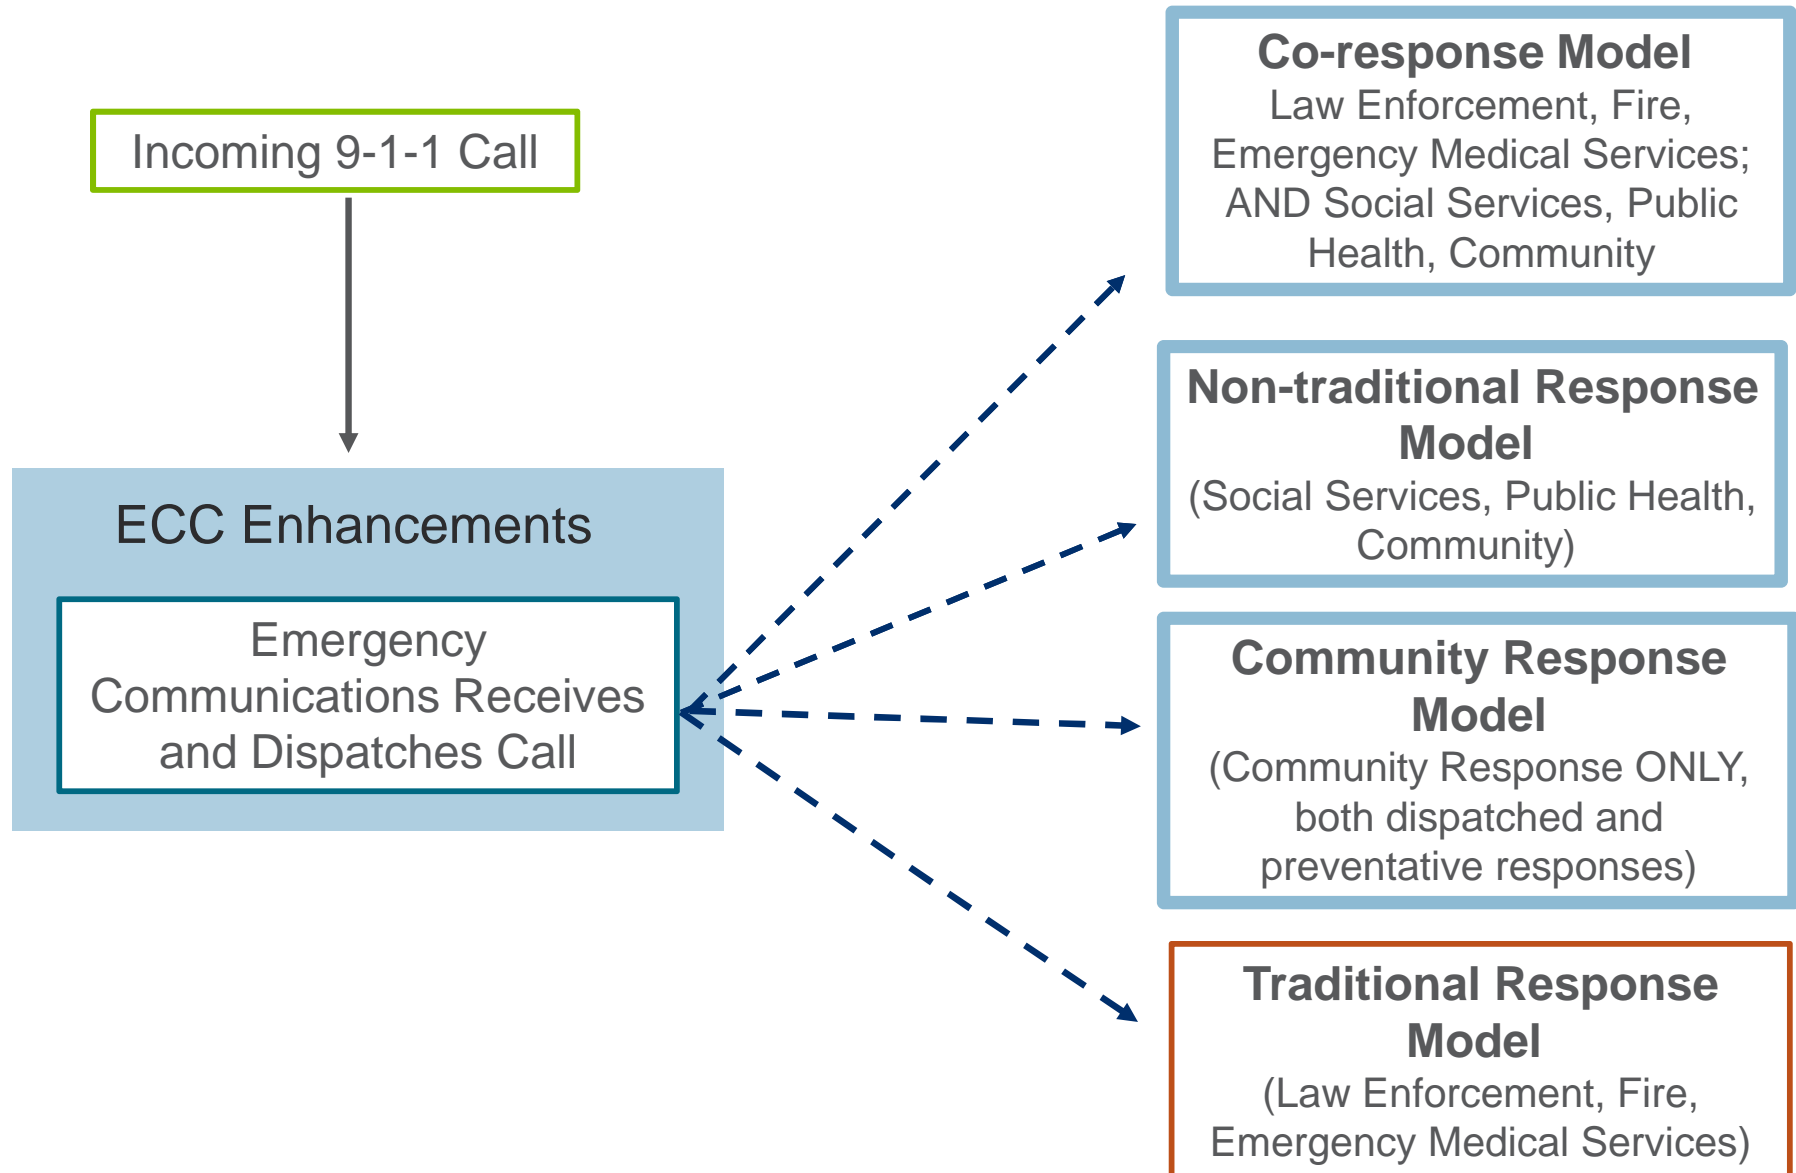 Incoming 9-1-1 Call
ECC Enhancements
Emergency
Communications Receives
and Dispatches Call
Co-response Model
Law Enforcement, Fire,
Emergency Medical Services;
AND Social Services, Public
Health, Community
Non-traditional Response
Model
(Social Services, Public Health,
Community)
Community Response
Model
(Community Response ONLY,
both dispatched and
preventative responses)
Traditional Response
Model
(Law Enforcement, Fire,
Emergency Medical Services)